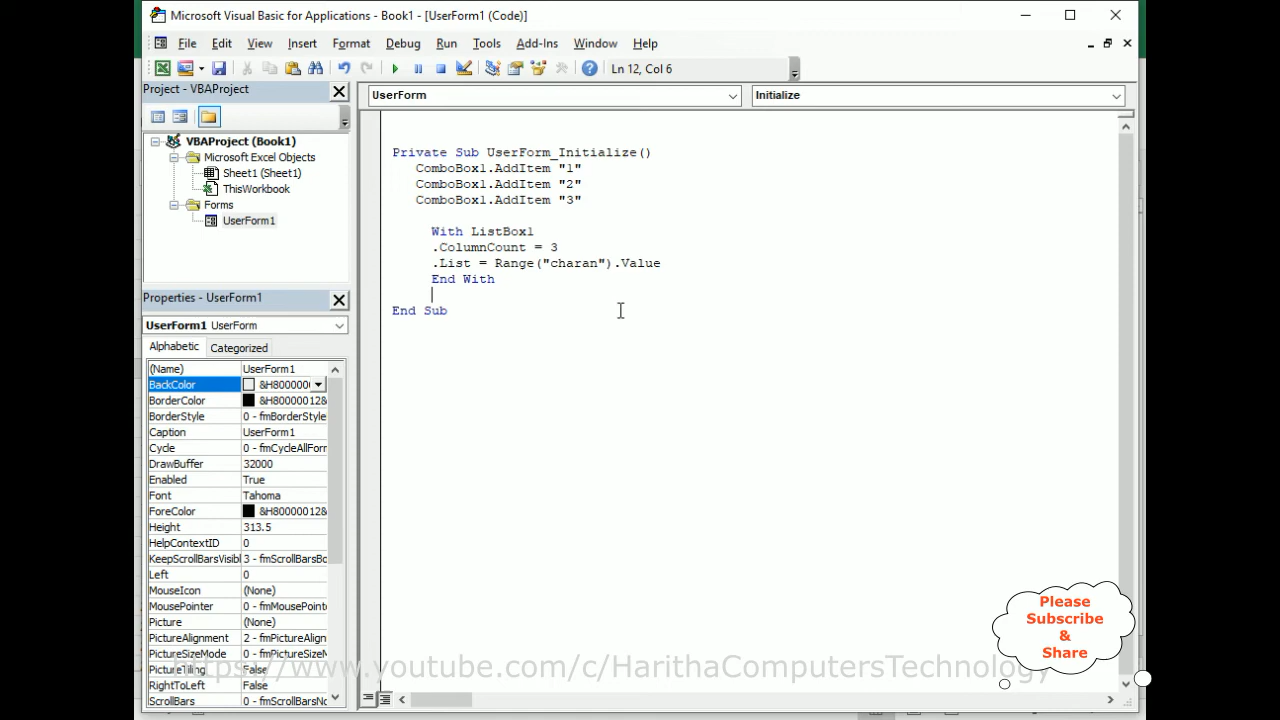 Microsoft Visual Basic for Applications - Book1 - [UserForm1 (Code)]
File Edit View Insert Format Debug Run Tools Add-Ins Window Help
Ln 12, Col 6
Project - VBAProject
VBAProject (Book1)
Microsoft Excel Objects
Sheet1 (Sheet1)
ThisWorkbook
Forms
UserForm1
Properties - UserForm1
UserForm1 UserForm
Alphabetic Categorized
(Name) UserForm1
BackColor &H800000
BorderColor &H80000012&
BorderStyle 0 - fmBorderStyle
Caption UserForm1
Cycle 0 - fmCycleAllForm
DrawBuffer 32000
Enabled True
Font Tahoma
ForeColor &H80000012&
Height 313.5
HelpContextID 0
KeepScrollBarsVisibl 3 - fmScrollBarsBo
Left 0
MouseIcon (None)
MousePointer 0 - fmMousePointe
Picture (None)
PictureAlignment 2 - fmPictureAlign
PictureSizeMode 0 - fmPictureSizeM
PictureTiling False
RightToLeft False
ScrollBars 0 - fmScrollBarsNo
UserForm Initialize
Private Sub UserForm_Initialize()
ComboBox1.AddItem "1"
ComboBox1.AddItem "2"
ComboBox1.AddItem "3"
With ListBox1
.ColumnCount = 3
.List = Range("charan").Value
End With
End Sub
Please
Subscribe
&
Share
https://www.youtube.com/c/HarithaComputersTechnology